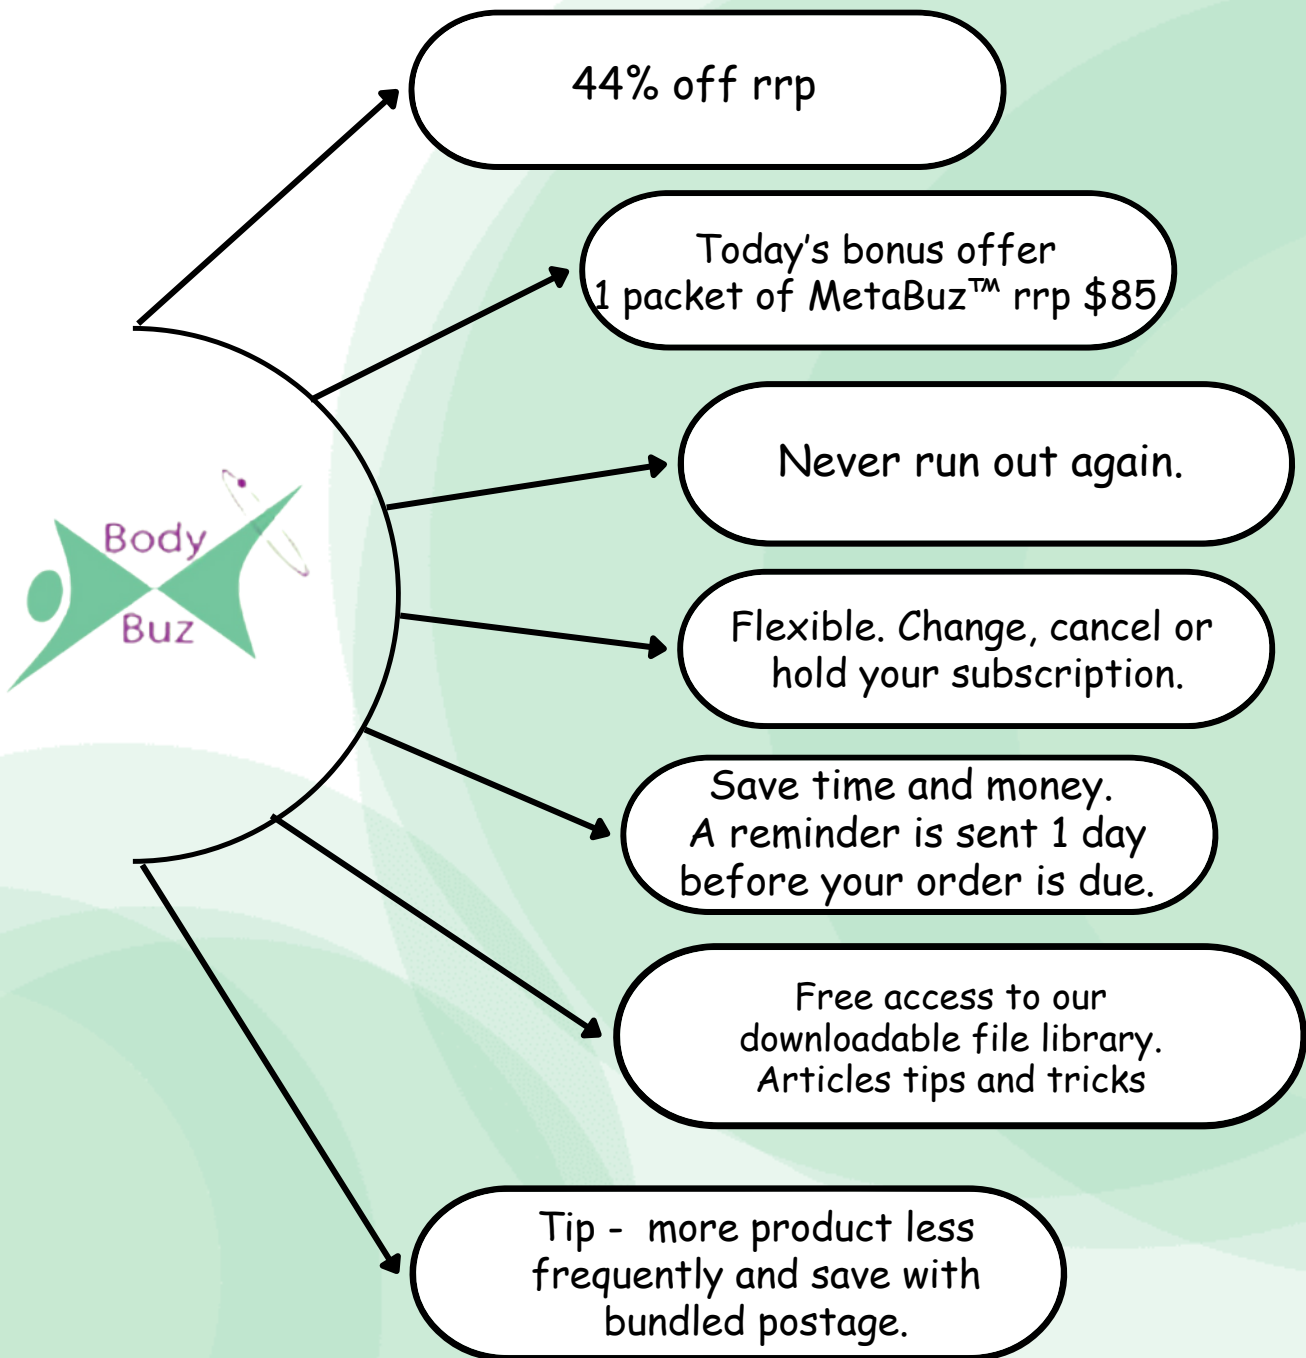 44% off rrp
Today's bonus offer
1 packet of MetaBuz™ rrp $85
Never run out again.
Body
Buz
Flexible. Change, cancel or
hold your subscription.
Save time and money.
A reminder is sent 1 day
before your order is due.
Free access to our
downloadable file library.
Articles tips and tricks
Tip - more product less
frequently and save with
bundled postage.